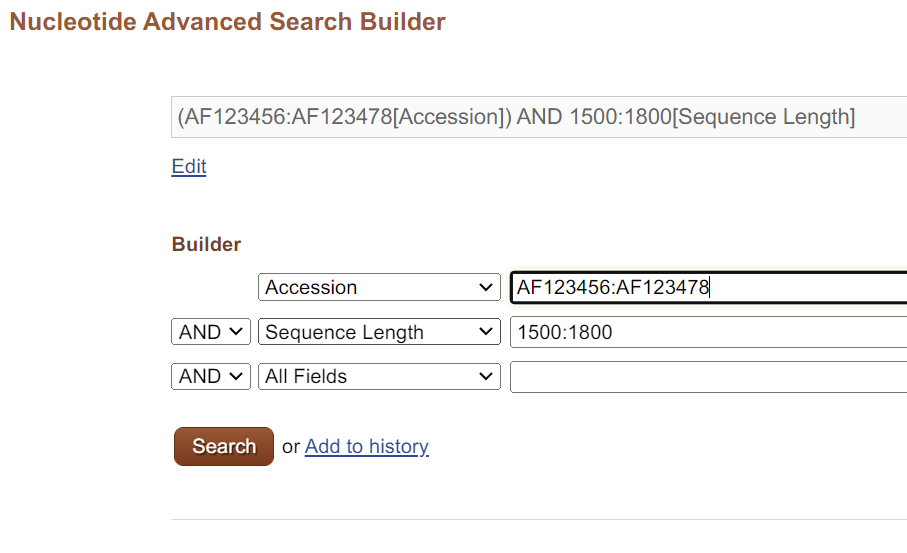 Nucleotide Advanced Search Builder
(AF123456:AF123478[Accession]) AND 1500:1800[Sequence Length]
Edit
Builder
Accession AF123456:AF123478
AND Sequence Length 1500:1800
AND All Fields
Search or Add to history